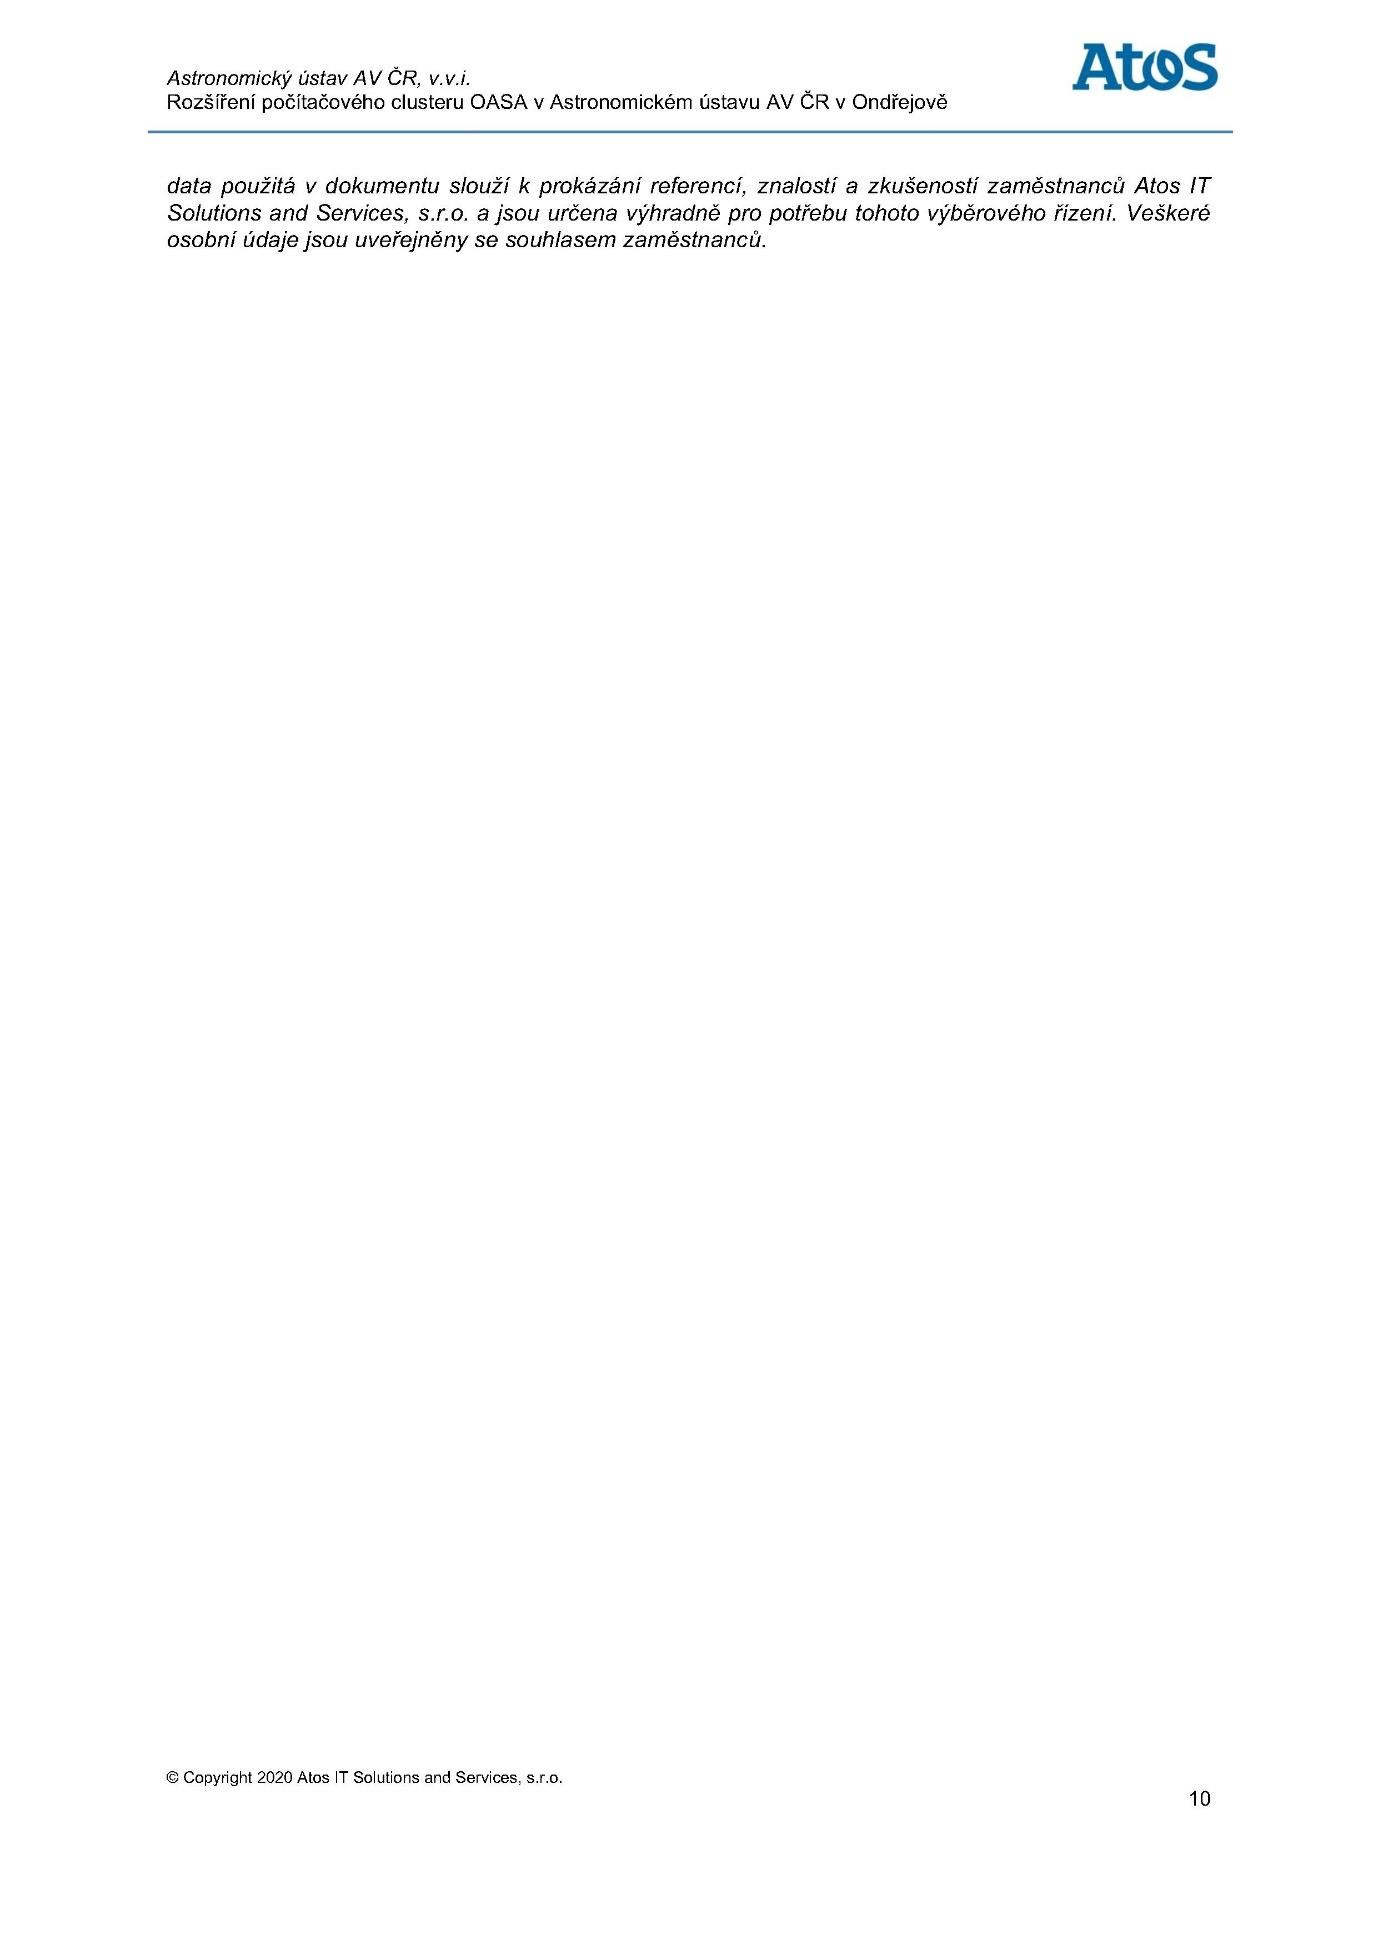 Astronomický ústav AV ČR, v.v.i.
Rozšíření počítačového clusteru OASA v Astronomickém ústavu AV ČR v Ondřejově
Atos
data použitá v dokumentu slouží k prokázání referencí, znalostí a zkušeností zaměstnanců Atos IT
Solutions and Services, s.r.o. a jsou určena výhradně pro potřebu tohoto výběrového řízení. Veškeré
osobní údaje jsou uveřejněny se souhlasem zaměstnanců.
© Copyright 2020 Atos IT Solutions and Services, s.r.o.
10